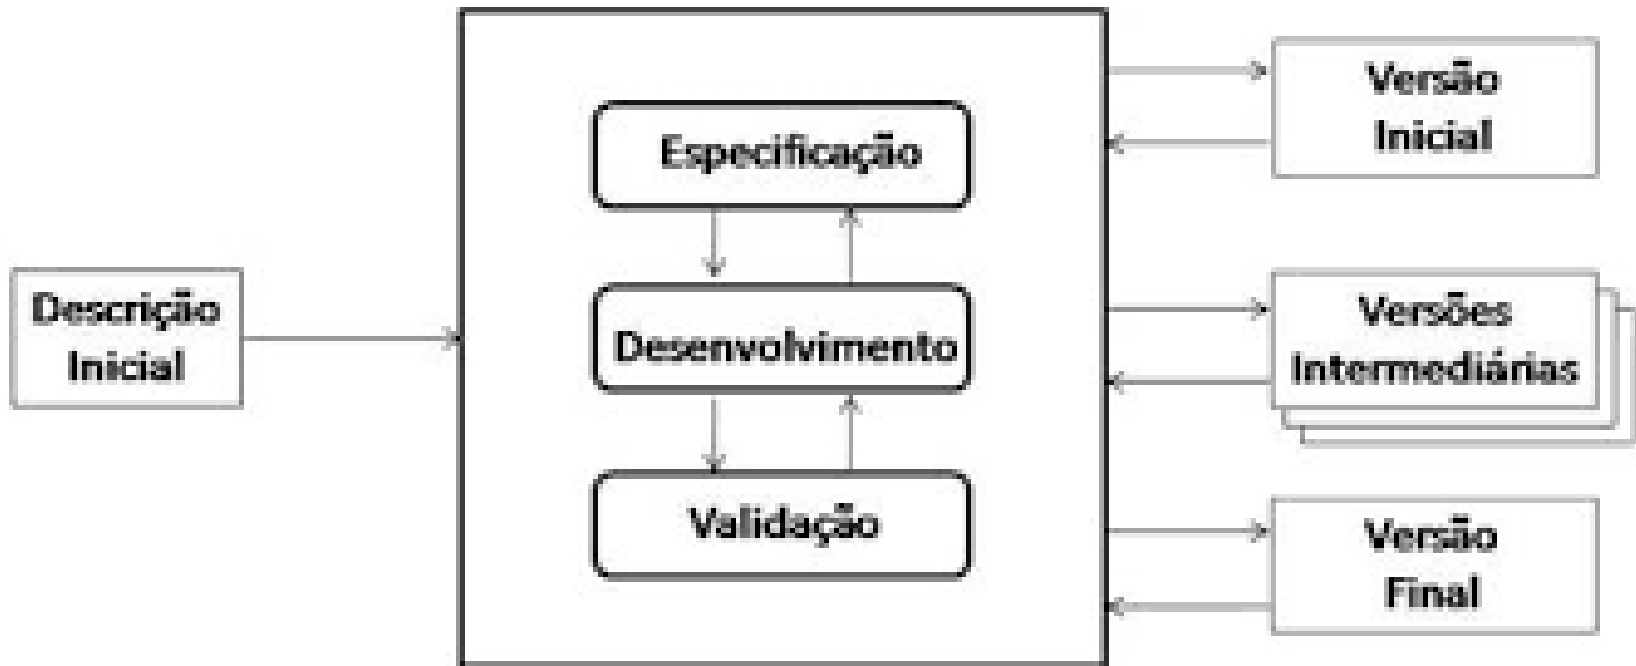 Descrição
Inicial
Especificação
Desenvolvimento
Validação
Versão
Inicial
Versões
Intermediárias
Versão
Final